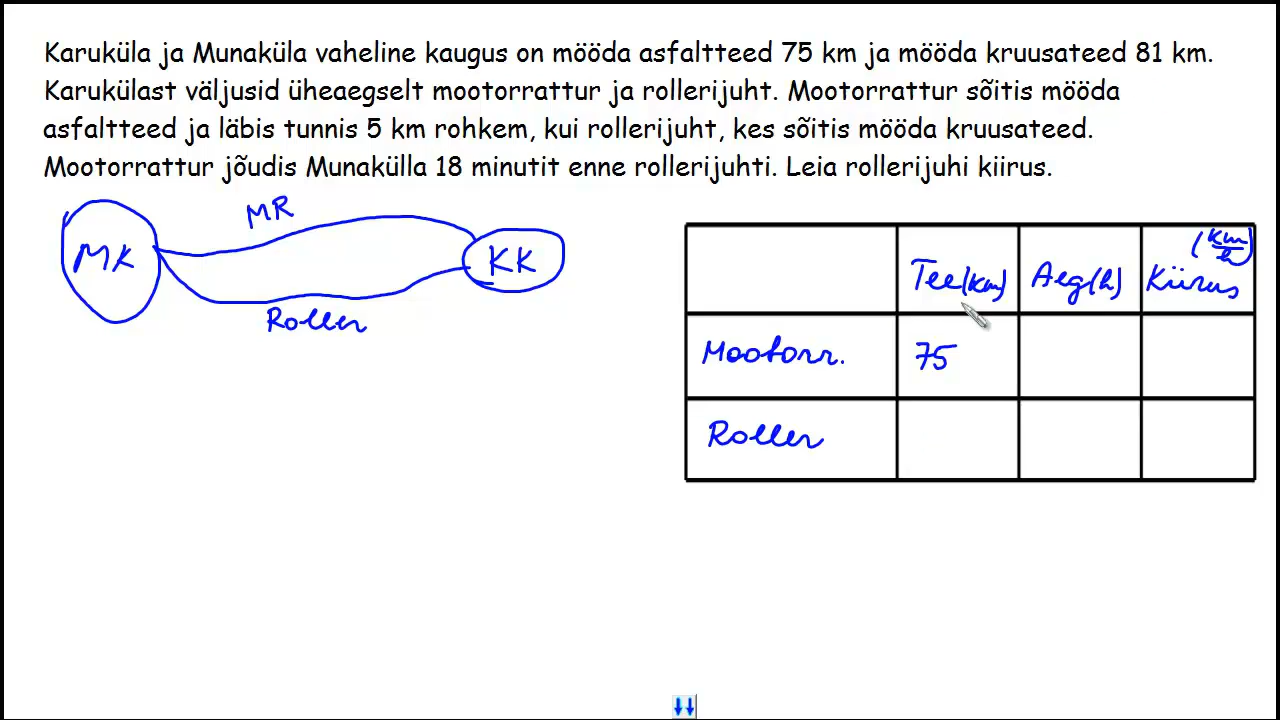 Karuküla ja Munaküla vaheline kaugus on mööda asfaltteed 75 km ja mööda kruusateed 81 km.
Karukülast väljusid üheaegselt mootorrattur ja rollerijuht. Mootorrattur sõitis mööda
asfaltteed ja läbis tunnis 5 km rohkem, kui rollerijuht, kes sõitis mööda kruusateed.
Mootorrattur jõudis Munakülla 18 minutit enne rollerijuhti. Leia rollerijuhi kiirus.
MR
MK
KK
Roller
Tee(km) Aeg(h) Kiirus (km/h)
Mootorr. 75
Roller